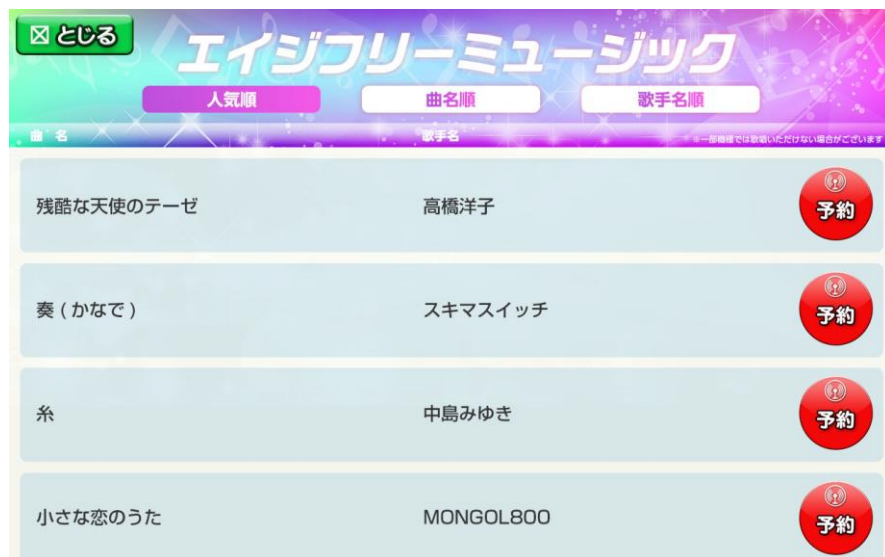 とじる
エイジフリーミュージック
人気順 曲名順 歌手名順
曲名 歌手名 ※一部機種では歌唱いただけない場合がございます
残酷な天使のテーゼ 高橋洋子 予約
奏(かなで) スキマスイッチ 予約
糸 中島みゆき 予約
小さな恋のうた MONGOL800 予約